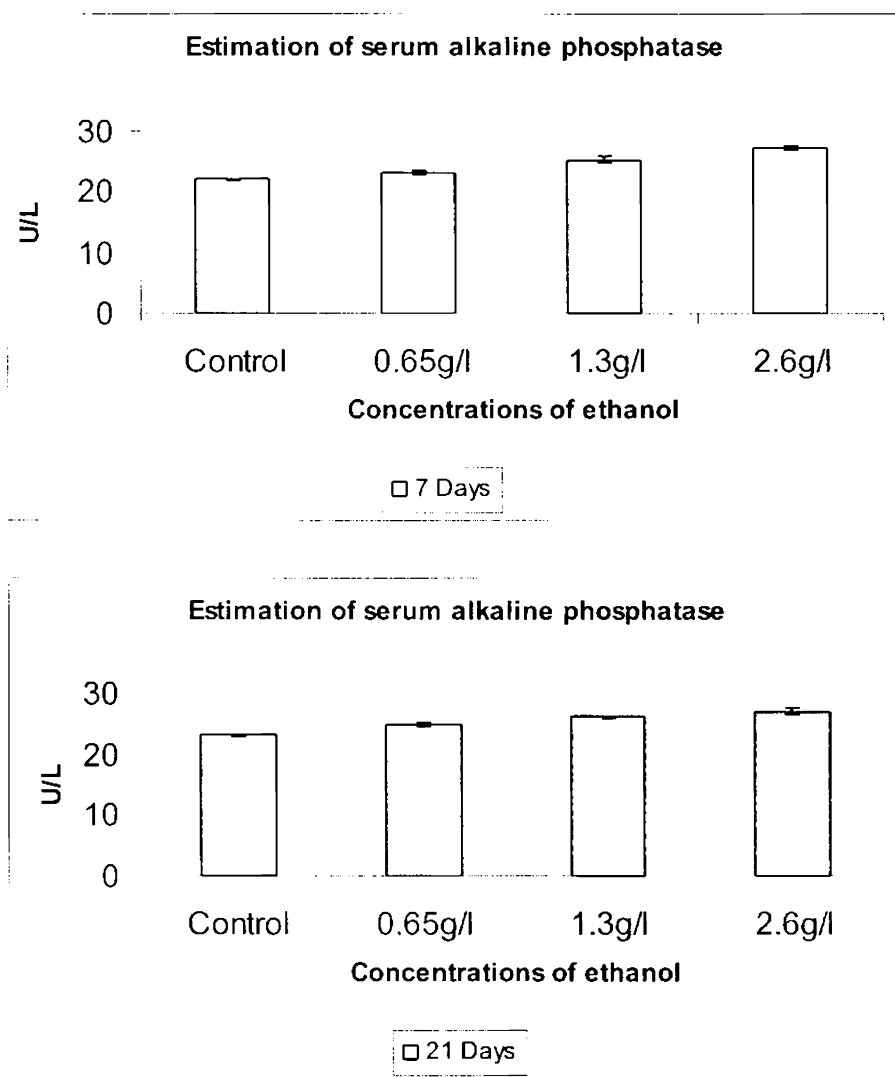 Estimation of serum alkaline phosphatase
30
20
10
0
U/L
Control 0.65g/l 1.3g/l 2.6g/l
Concentrations of ethanol
7 Days
Estimation of serum alkaline phosphatase
30
20
10
0
U/L
Control 0.65g/l 1.3g/l 2.6g/l
Concentrations of ethanol
21 Days